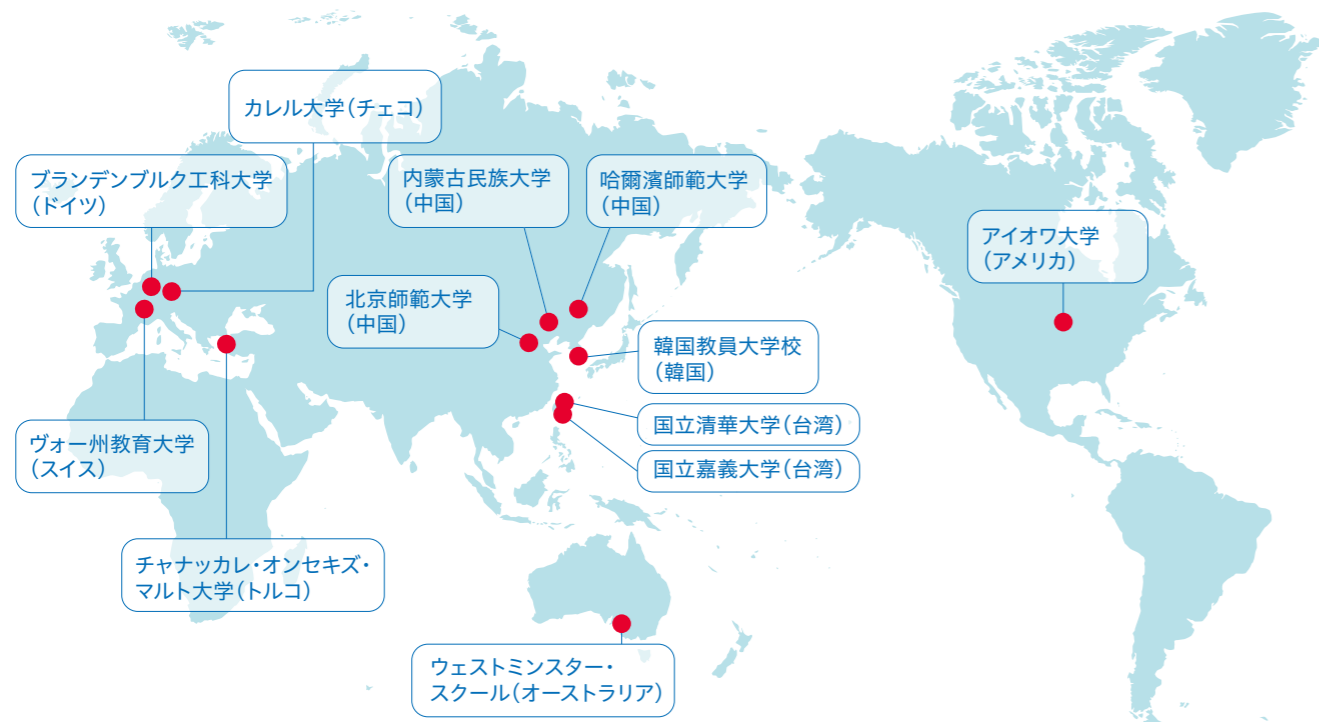 カレル大学（チェコ）
ブランデンブルク工科大学
（ドイツ）
内蒙古民族大学
（中国）
哈爾濱師範大学
（中国）
アイオワ大学
（アメリカ）
北京師範大学
（中国）
韓国教員大学校
（韓国）
国立清華大学（台湾）
国立嘉義大学（台湾）
ヴォー州教育大学
（スイス）
チャナッカレ・オンセキズ・
マルト大学（トルコ）
ウェストミンスター・
スクール（オーストラリア）